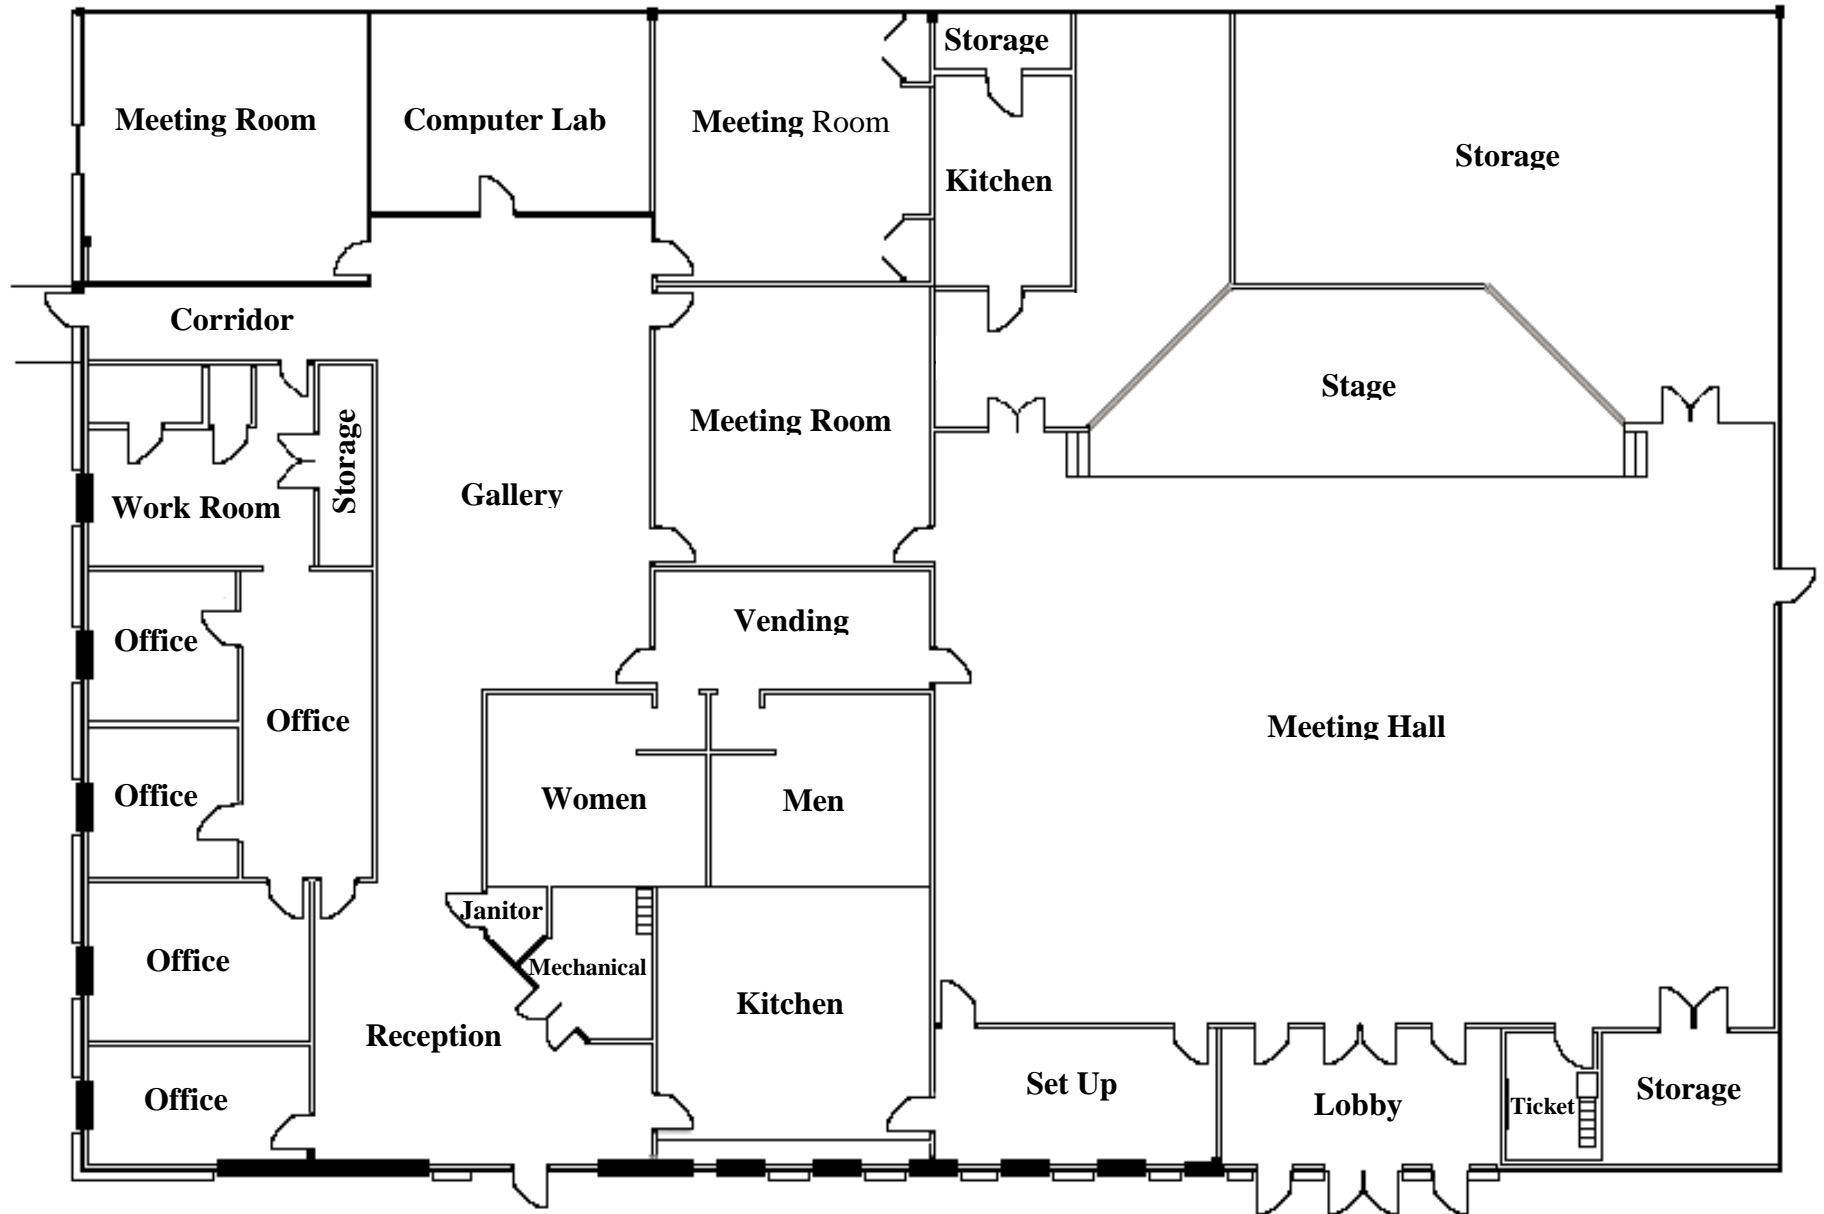 Storage
Meeting Room
Computer Lab
Meeting Room
Storage
Kitchen
Corridor
Stage
Storage
Meeting Room
Gallery
Work Room
Vending
Office
Office
Meeting Hall
Office
Women
Men
Janitor
Office
Mechanical
Kitchen
Reception
Set Up
Storage
Office
Lobby
Ticket